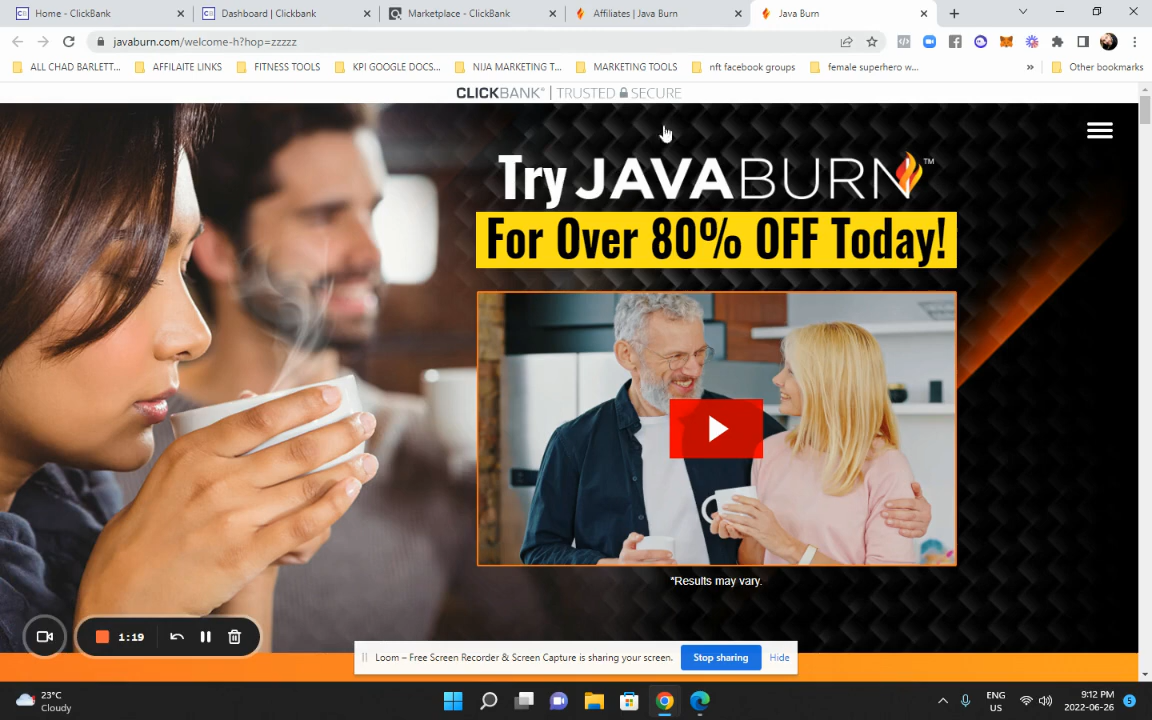 Home - ClickBank
Dashboard | Clickbank
Marketplace - ClickBank
Affiliates | Java Burn
Java Burn
javaburn.com/welcome-h?hop=zzzzz
ALL CHAD BARLETT...
AFFILAITE LINKS
FITNESS TOOLS
KPI GOOGLE DOCS...
NIJA MARKETING T...
MARKETING TOOLS
nft facebook groups
female superhero w...
»
Other bookmarks
CLICKBANK® | TRUSTED SECURE
Try JAVABURN™
For Over 80% OFF Today!
*Results may vary.
1:19
Loom – Free Screen Recorder & Screen Capture is sharing your screen.
Stop sharing
Hide
23°C
Cloudy
ENG
US
9:12 PM
2022-06-26
5